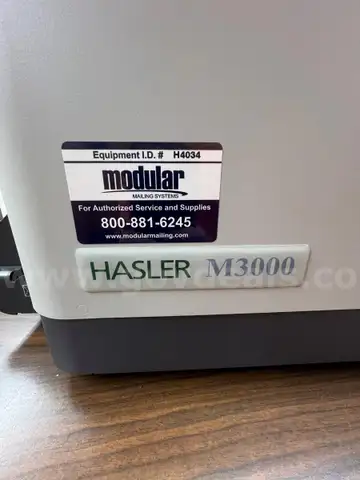 Equipment I.D. # H4034
modular
MAILING SYSTEMS
For Authorized Service and Supplies
800-881-6245
www.modularmailing.com
HASLER M3000